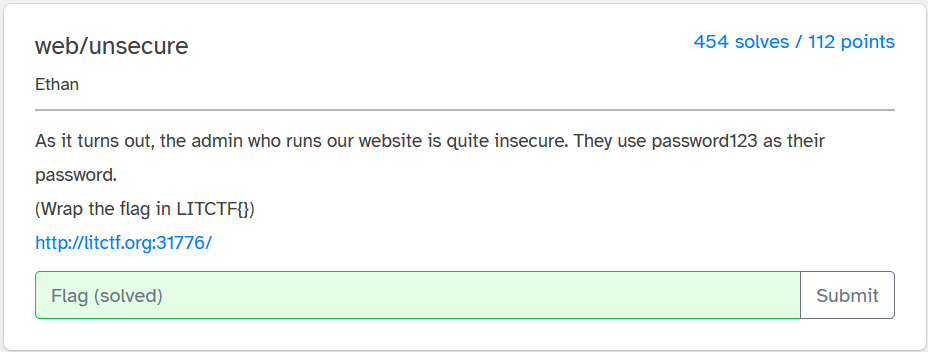 web/unsecure
454 solves / 112 points
Ethan
As it turns out, the admin who runs our website is quite insecure. They use password123 as their
password.
(Wrap the flag in LITCTF{})
http://litctf.org:31776/
Flag (solved)
Submit